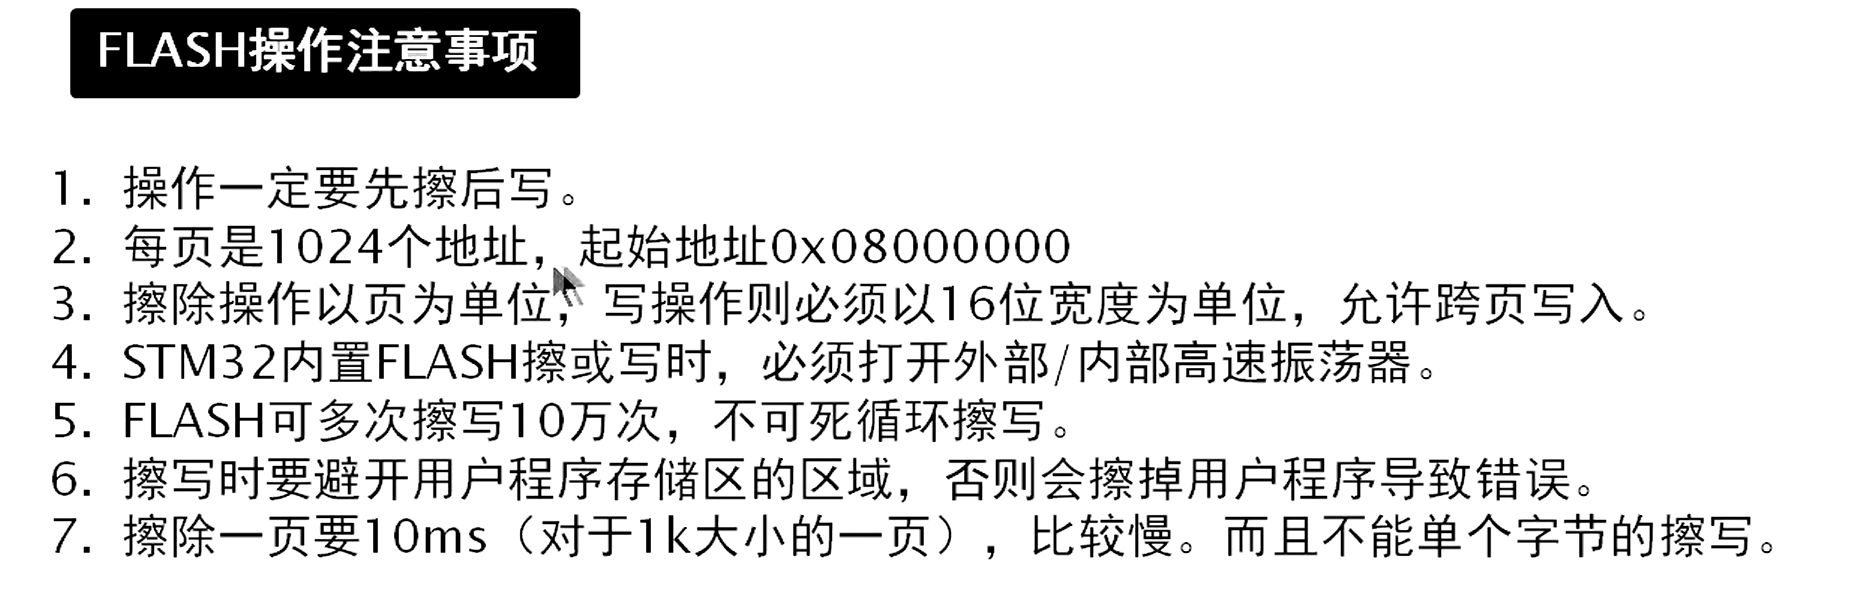 FLASH操作注意事项
1. 操作一定要先擦后写。
2. 每页是1024个地址，起始地址0x08000000
3. 擦除操作以页为单位，写操作则必须以16位宽度为单位，允许跨页写入。
4. STM32内置FLASH擦或写时，必须打开外部/内部高速振荡器。
5. FLASH可多次擦写10万次，不可死循环擦写。
6. 擦写时要避开用户程序存储区的区域，否则会擦掉用户程序导致错误。
7. 擦除一页要10ms（对于1k大小的一页），比较慢。而且不能单个字节的擦写。